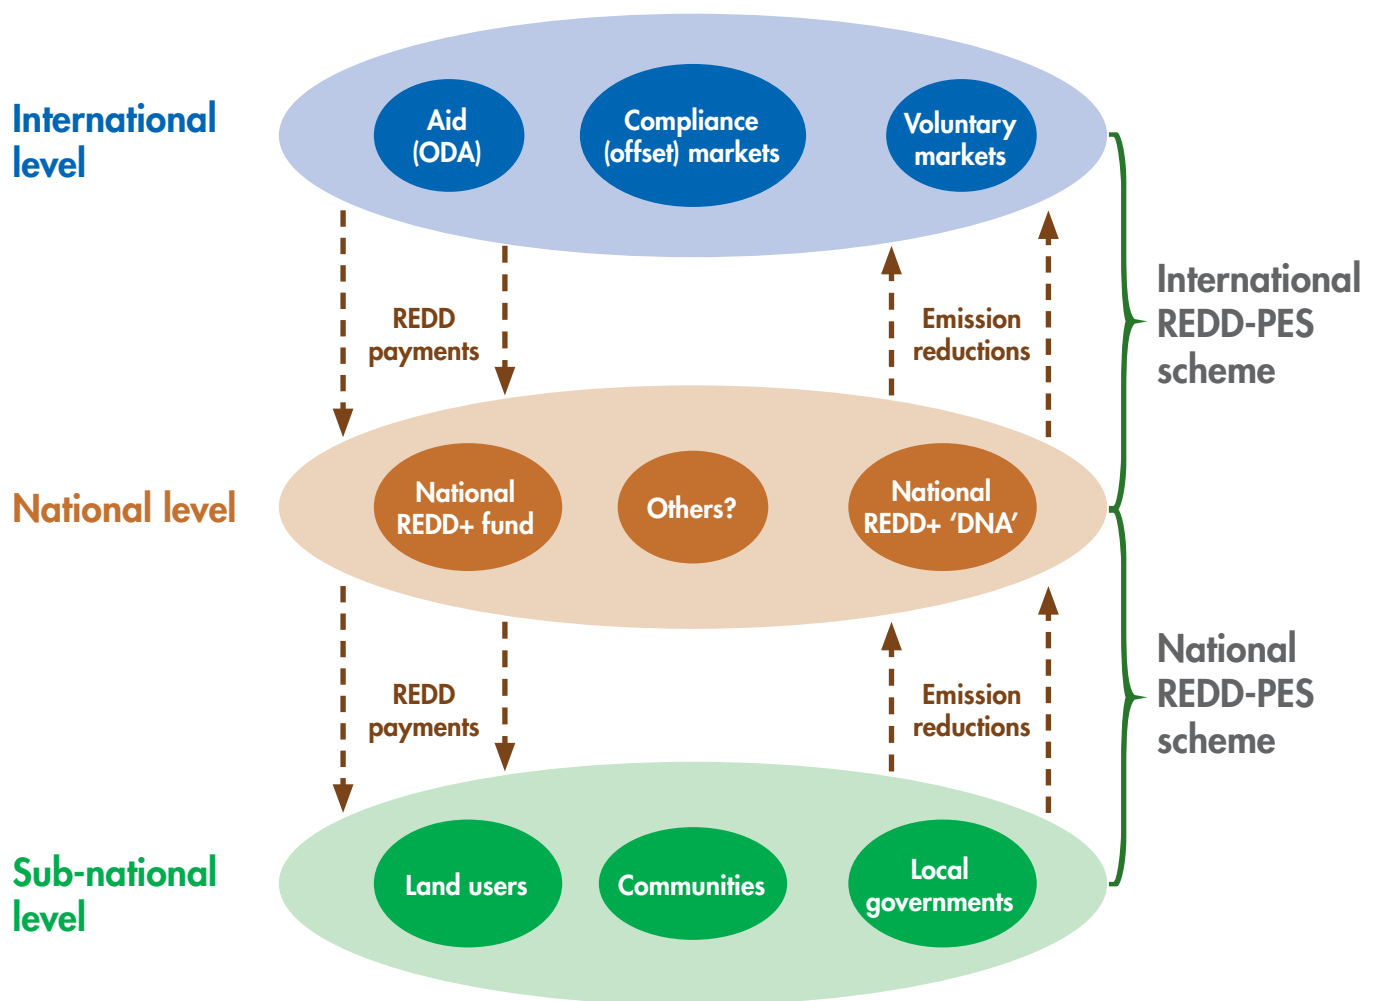 International
level
Aid
(ODA)
Compliance
(offset) markets
Voluntary
markets
REDD
payments
Emission
reductions
International
REDD-PES
scheme
National level
National
REDD+ fund
Others?
National
REDD+ ‘DNA’
REDD
payments
Emission
reductions
National
REDD-PES
scheme
Sub-national
level
Land users
Communities
Local
governments